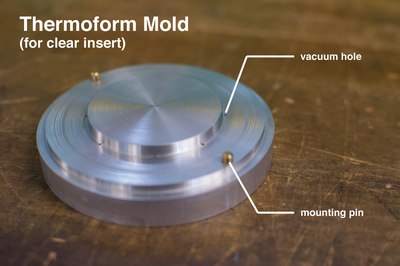 Thermoform Mold
(for clear insert)
vacuum hole
mounting pin